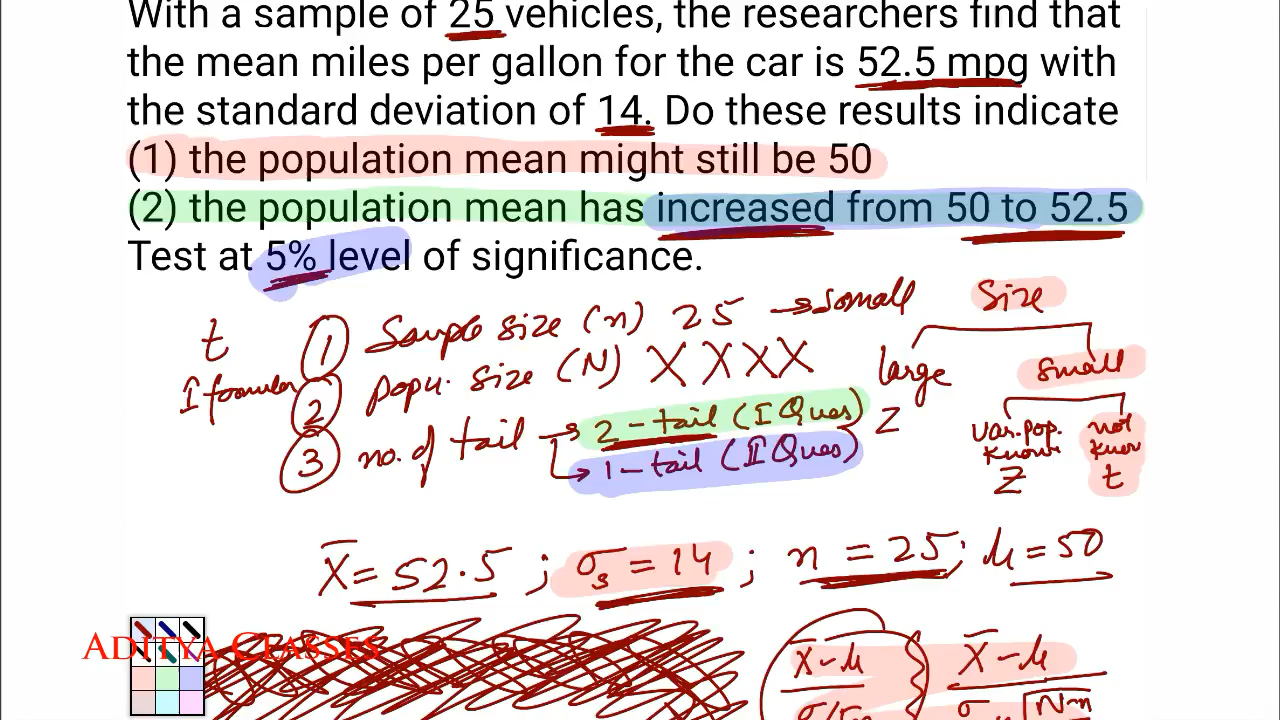 With a sample of 25 vehicles, the researchers find that
the mean miles per gallon for the car is 52.5 mpg with
the standard deviation of 14. Do these results indicate
(1) the population mean might still be 50
(2) the population mean has increased from 50 to 52.5
Test at 5% level of significance.
t
I formula
1 Sample size (n) 25 → small
2 popu. size (N) X X X X
3 no. of tail → 2-tail (I Ques)
→ 1-tail (II Ques)
Size
large
Z
small
var. pop. known
Z
not know
t
X̄ = 52.5 ; σs = 14 ; n = 25 ; μ = 50
ADITYA CLASSES
X̄ - μ
X̄ - μ
N-n